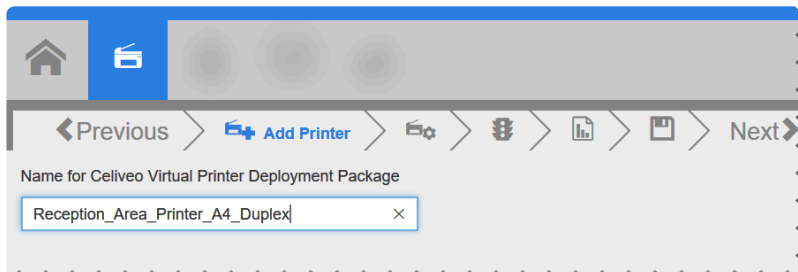 Previous Add Printer Next
Name for Celiveo Virtual Printer Deployment Package
Reception_Area_Printer_A4_Duplex